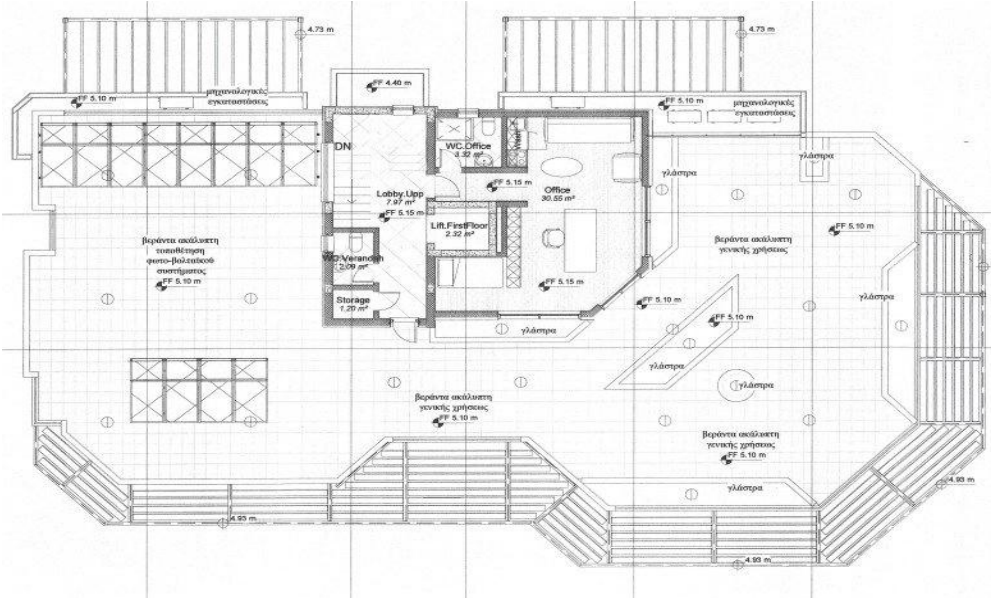 4.73 m
4.73 m
FF 4.40 m
FF 5.10 m
μηχανολογικές
εγκαταστάσεις
FF 5.10 m
μηχανολογικές
εγκαταστάσεις
DN
WC.Office
3.32 m²
γλάστρα
γλάστρα
Lobby.Upp
7.97 m²
FF 5.15 m
FF 5.15 m
Office
30.55 m²
Lift.FirstFloor
2.32 m²
FF 5.10 m
βεράντα ακάλυπτη
τοποθέτηση
φωτο-βολταϊκού
συστήματος
FF 5.10 m
βεράντα ακάλυπτη
γενικής χρήσεως
WC.Verandah
2.09 m²
γλάστρα
FF 5.15 m
Storage
1.20 m²
FF 5.10 m
FF 5.10 m
γλάστρα
γλάστρα
γλάστρα
βεράντα ακάλυπτη
γενικής χρήσεως
FF 5.10 m
βεράντα ακάλυπτη
γενικής χρήσεως
FF 5.10 m
γλάστρα
4.93 m
4.93 m
4.93 m